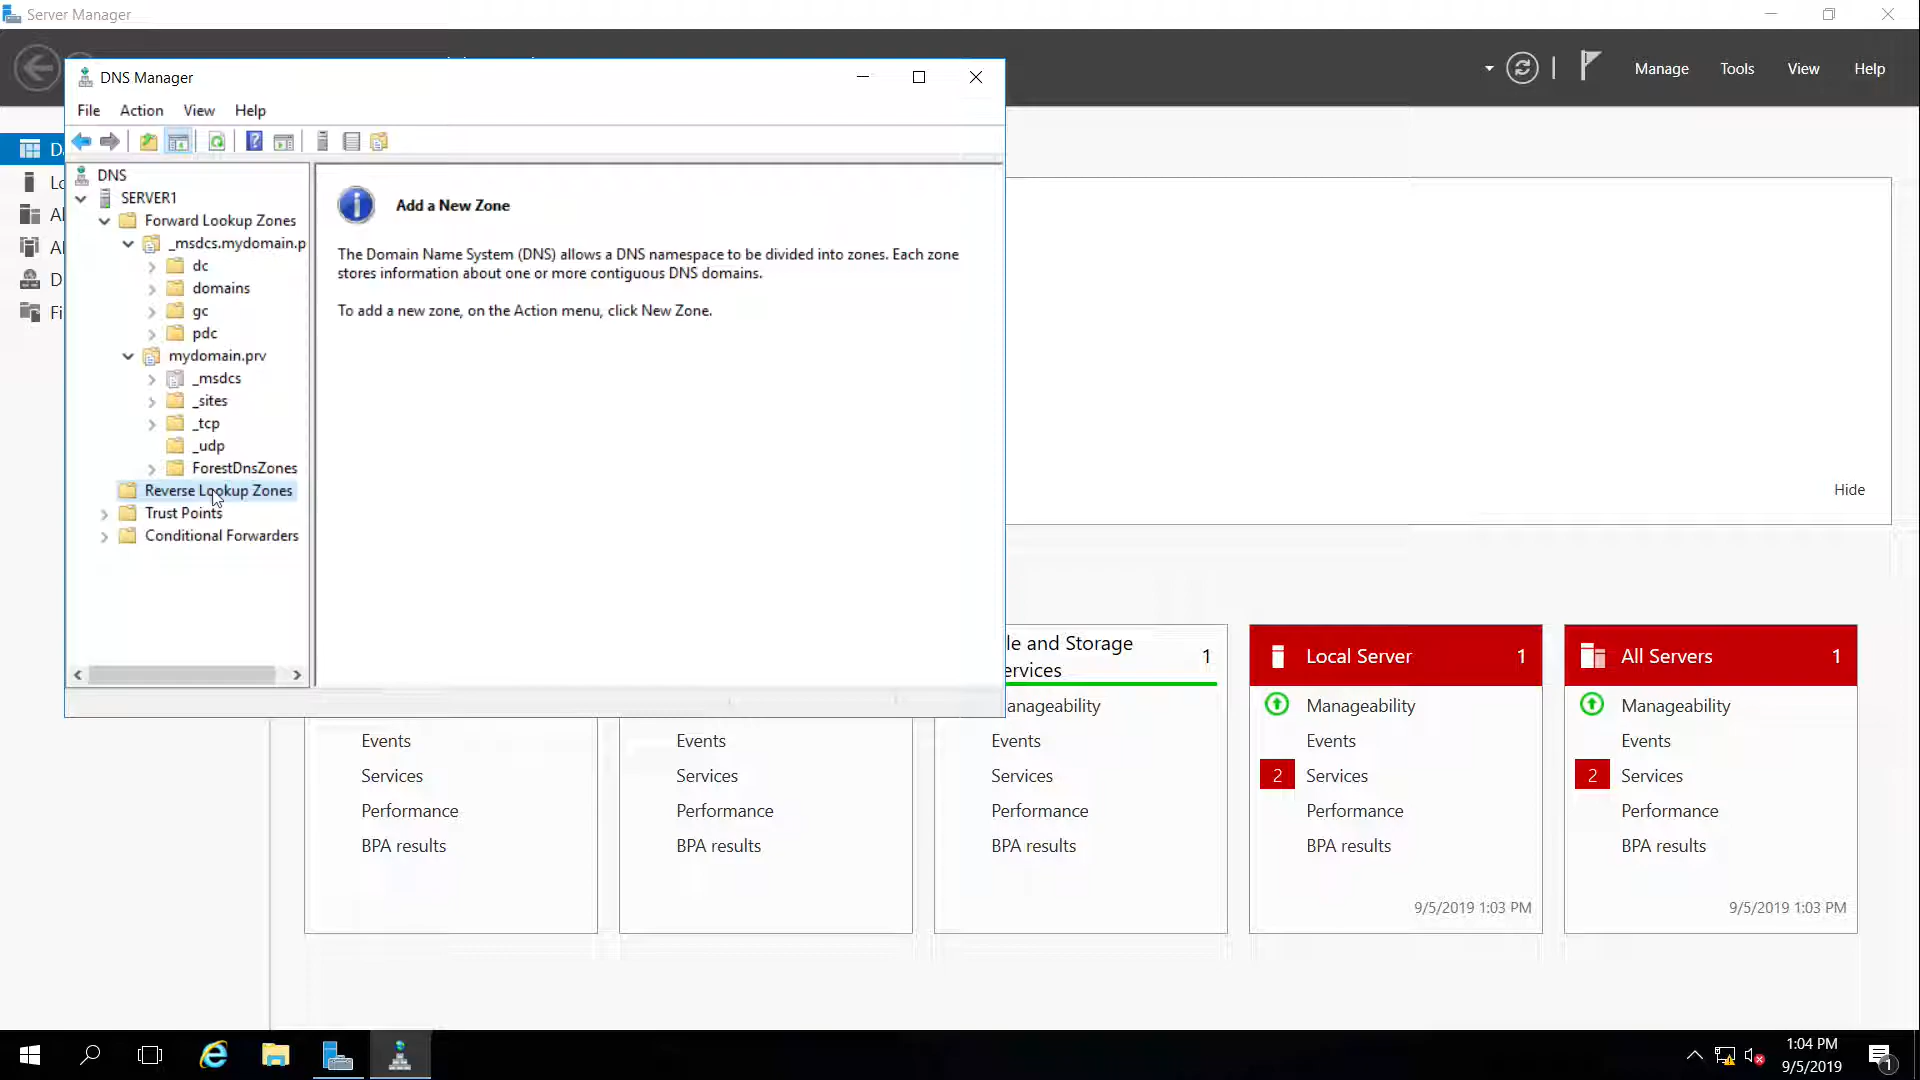 Server Manager
Manage
Tools
View
Help
DNS Manager
File
Action
View
Help
DNS
SERVER1
Forward Lookup Zones
_msdcs.mydomain.p
dc
domains
gc
pdc
mydomain.prv
_msdcs
_sites
_tcp
_udp
ForestDnsZones
Reverse Lookup Zones
Trust Points
Conditional Forwarders
Add a New Zone
The Domain Name System (DNS) allows a DNS namespace to be divided into zones. Each zone
stores information about one or more contiguous DNS domains.
To add a new zone, on the Action menu, click New Zone.
Lo
Al
Al
D
Fi
Hide
Events
Services
Performance
BPA results
Events
Services
Performance
BPA results
le and Storage
ervices
1
anageability
Events
Services
Performance
BPA results
Local Server
1
Manageability
Events
2
Services
Performance
BPA results
9/5/2019 1:03 PM
All Servers
1
Manageability
Events
2
Services
Performance
BPA results
9/5/2019 1:03 PM
1:04 PM
9/5/2019
1